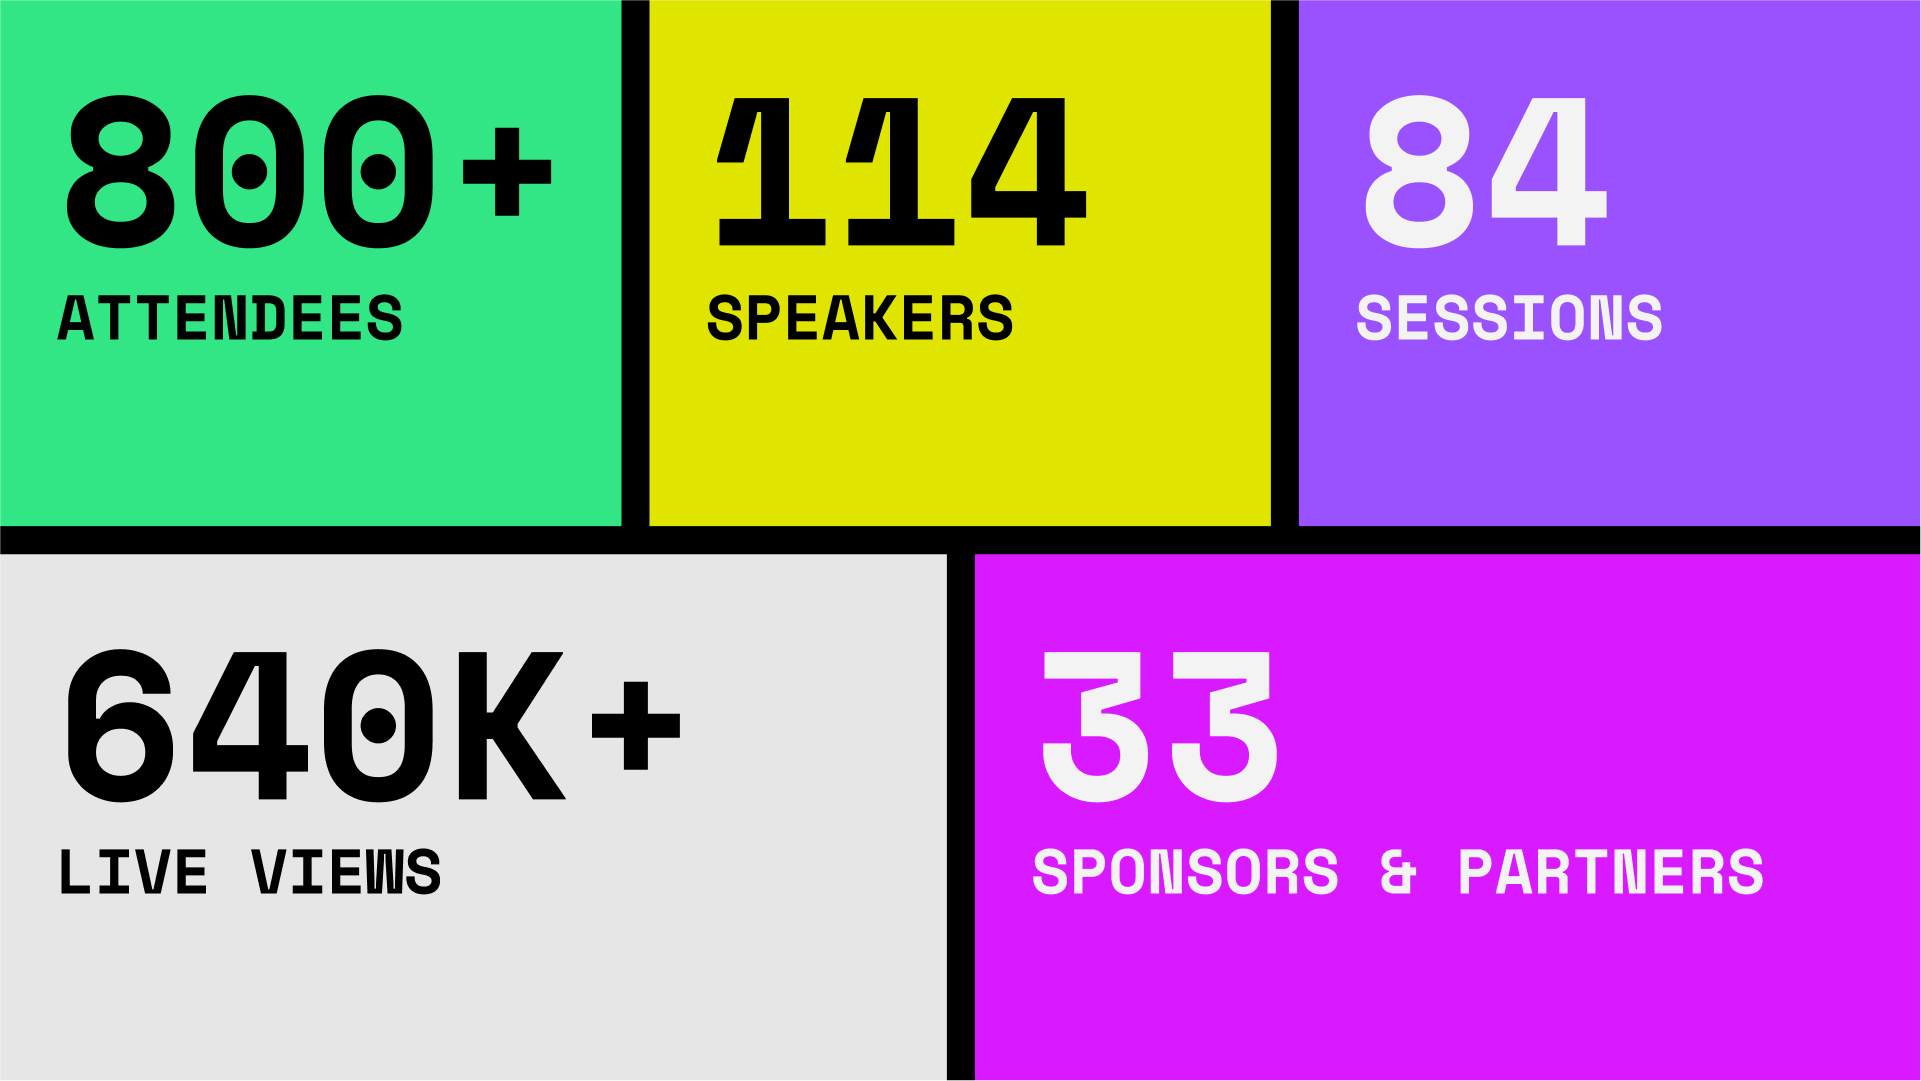 800+
ATTENDEES
114
SPEAKERS
84
SESSIONS
640K+
LIVE VIEWS
33
SPONSORS & PARTNERS